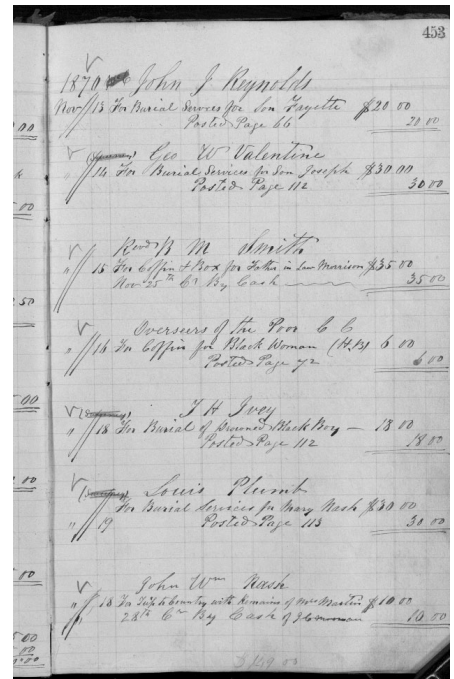 453
1870 John J Reynolds
Nov 13 For Burial Services for Son Fayette $20 00
Posted Page 66 20.00
Geo W Valentine
" 14 For Burial Services for Son Joseph $30.00
Posted Page 112 30 00
Revd R M Smith
" 15 For Coffin & Box for Father in Law Morrison $35 00
Nov 25th Cr By Cash 35 00
Overseers of the Poor C C
" 16 For Coffin for Black Woman (H.B) 6 00
Posted Page 72 6 00
T H Ivey
" 18 For Burial of Drowned Black Boy — 18 00
Posted Page 112 18 00
Louis Plumb
For Burial Services for Mary Nash $30 00
" 19 Posted Page 113 30 00
John Wm Nash
" 18 For Trip to Country with Remains of Mrs Martin $10.00
28th Cr By Cash of 10 00
$149.00